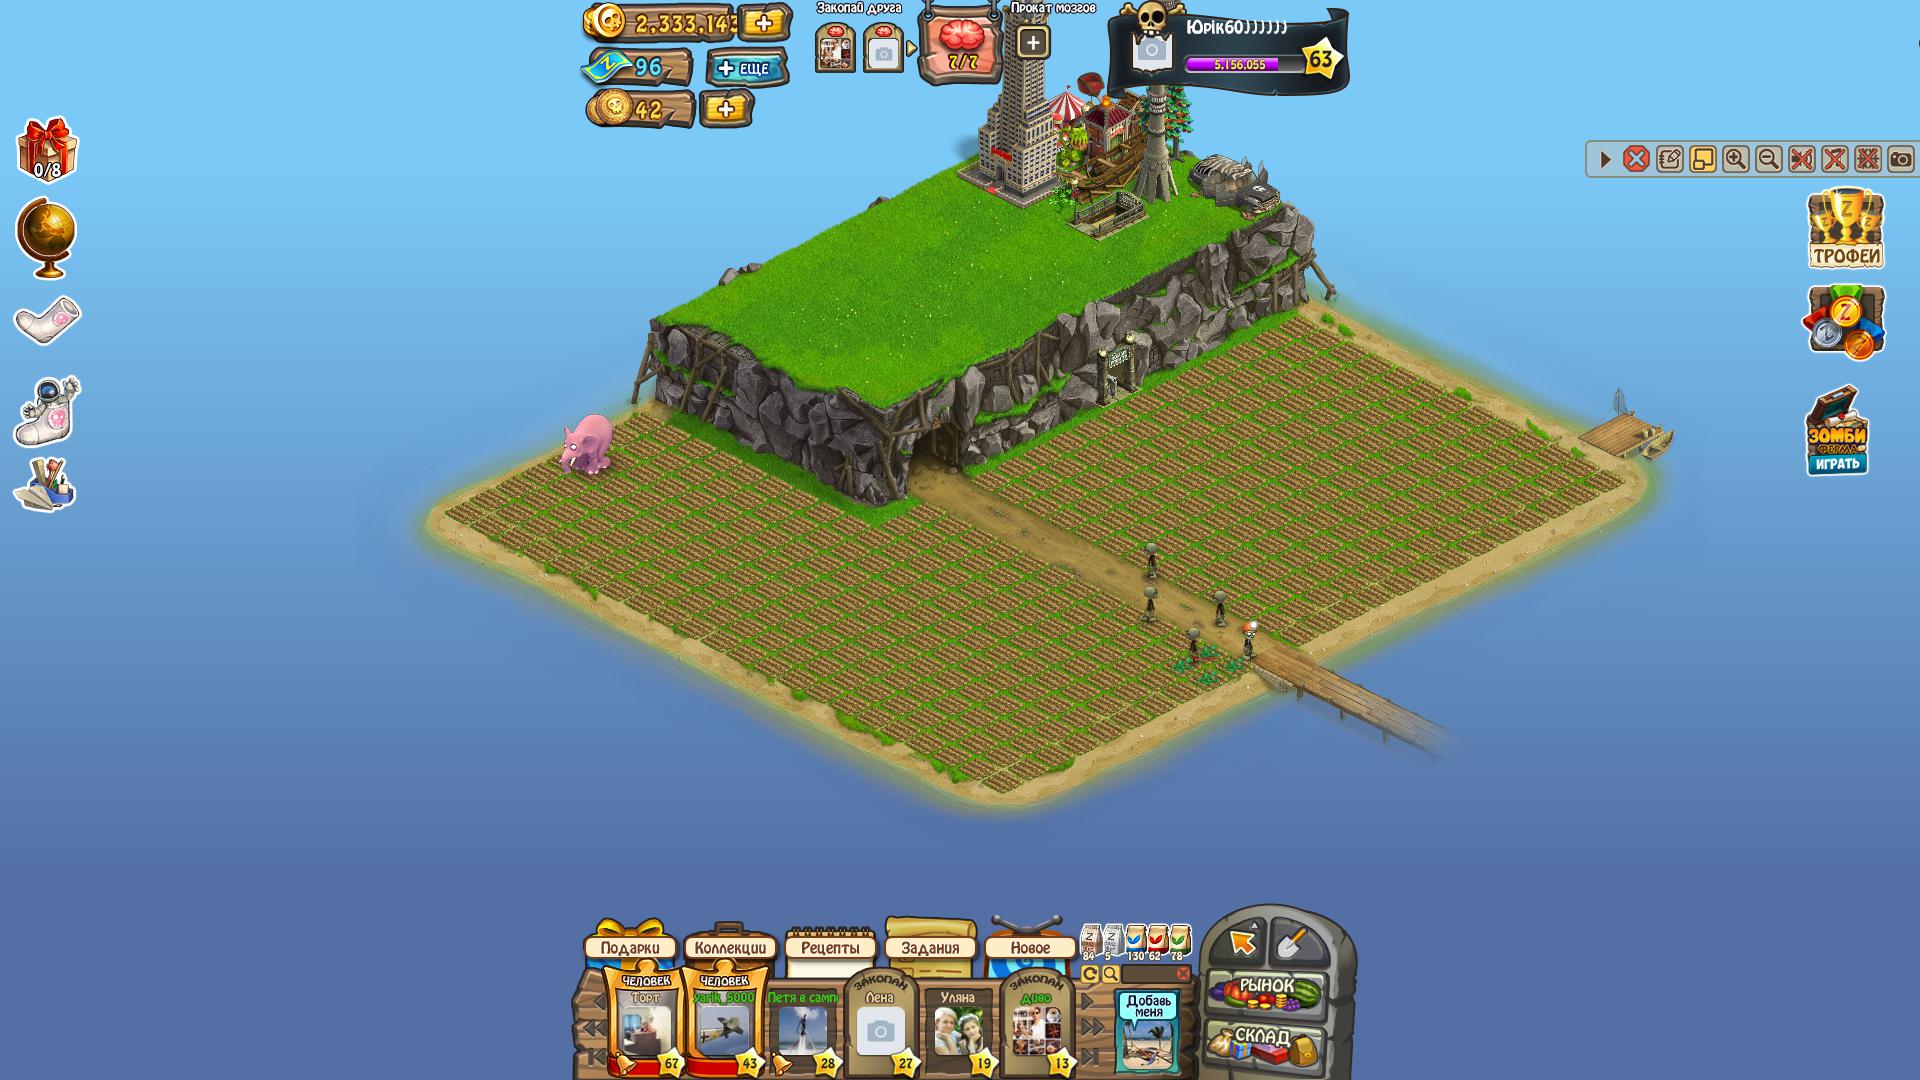 2,333,143
96
+ ЕЩЕ
42
Закопай друга
7/7
Прокат мозгов
Юрік60))))))
5,156,055
63
0/8
ТРОФЕИ
ЗОМБИ
ФЕРМА
ИГРАТЬ
Подарки
Коллекции
Рецепты
Задания
Новое
84
5
130
62
78
ЧЕЛОВЕК
Торт
67
ЧЕЛОВЕК
yarik_5000
43
Петя в сампо
28
ЗАКОПАН
Лена
27
Уляна
19
ЗАКОПАН
Диво
13
Добавь
меня
РЫНОК
СКЛАД